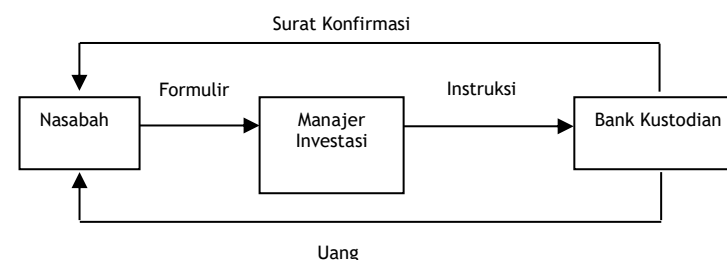 Surat Konfirmasi
Formulir
Instruksi
Nasabah
Manajer
Investasi
Bank Kustodian
Uang